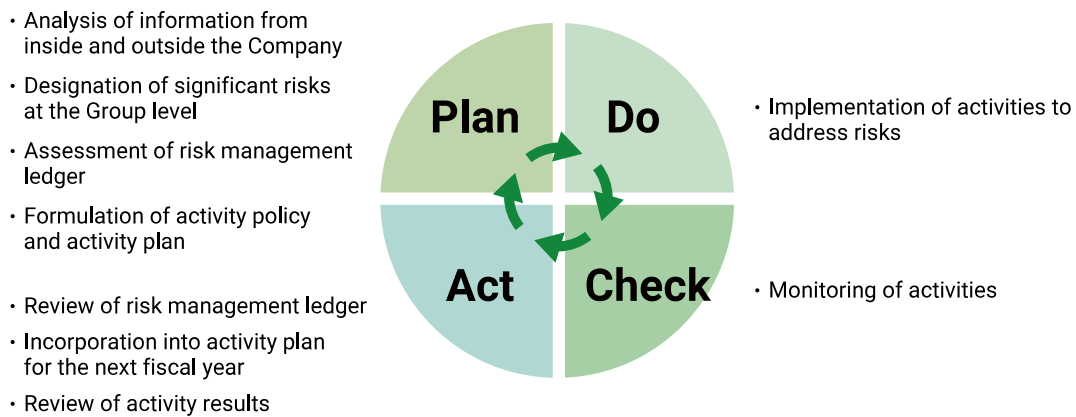 ・Analysis of information from
inside and outside the Company
・Designation of significant risks
at the Group level
・Assessment of risk management
ledger
・Formulation of activity policy
and activity plan
Plan
Do
・Implementation of activities to
address risks
・Review of risk management ledger
・Incorporation into activity plan
for the next fiscal year
・Review of activity results
Act
Check
・Monitoring of activities